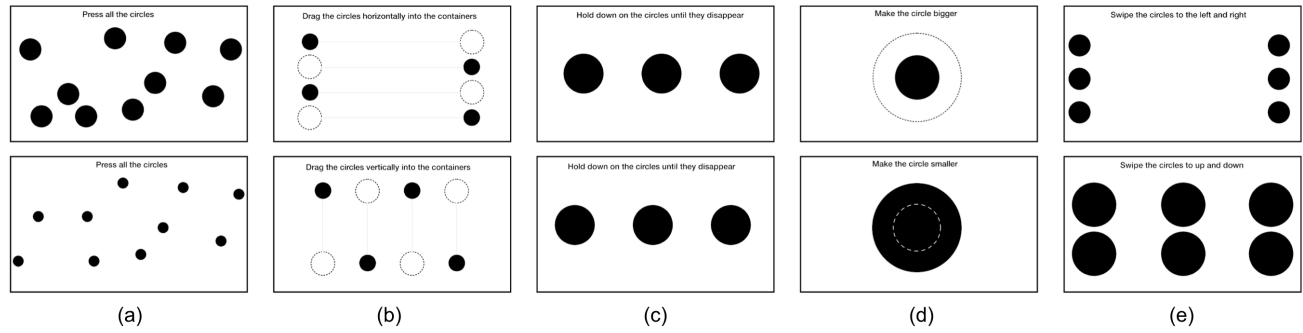 Press all the circles
Drag the circles horizontally into the containers
Hold down on the circles until they disappear
Make the circle bigger
Swipe the circles to the left and right
Press all the circles
Drag the circles vertically into the containers
Hold down on the circles until they disappear
Make the circle smaller
Swipe the circles to up and down
(a)
(b)
(c)
(d)
(e)